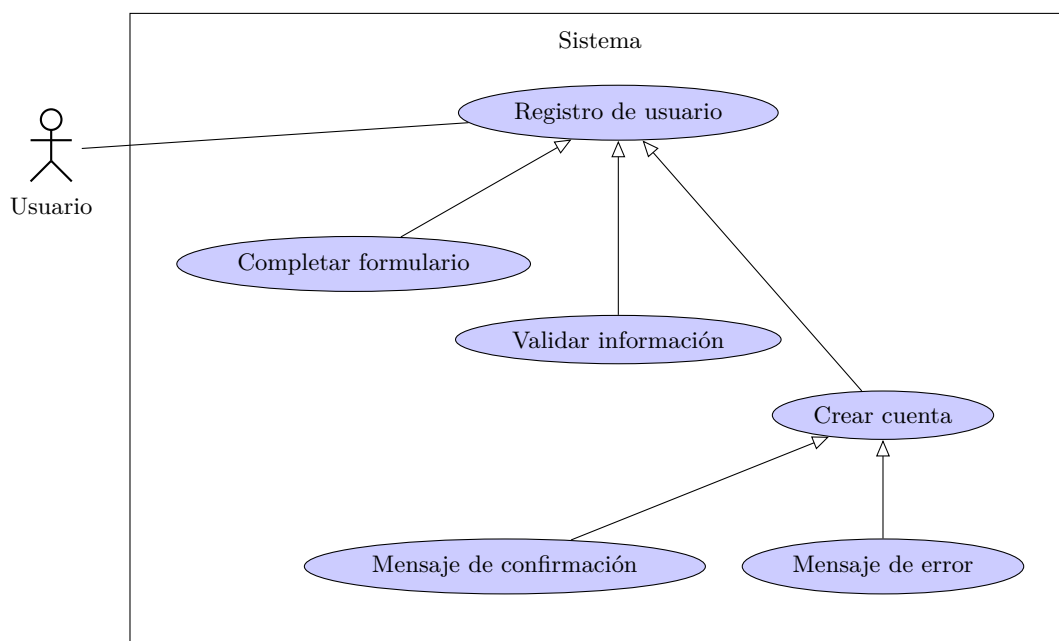 Sistema
Registro de usuario
Usuario
Completar formulario
Validar información
Crear cuenta
Mensaje de confirmación
Mensaje de error